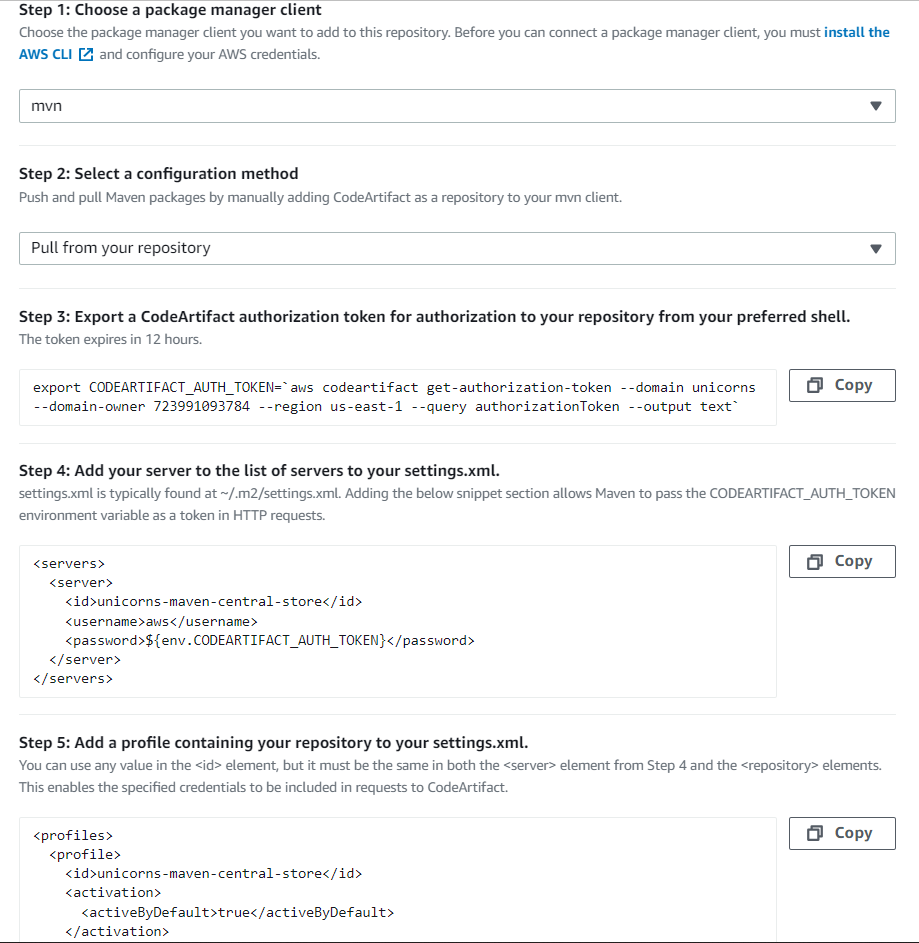 Step 1: Choose a package manager client
Choose the package manager client you want to add to this repository. Before you can connect a package manager client, you must install the
AWS CLI and configure your AWS credentials.
mvn
Step 2: Select a configuration method
Push and pull Maven packages by manually adding CodeArtifact as a repository to your mvn client.
Pull from your repository
Step 3: Export a CodeArtifact authorization token for authorization to your repository from your preferred shell.
The token expires in 12 hours.
export CODEARTIFACT_AUTH_TOKEN=`aws codeartifact get-authorization-token --domain unicorns
--domain-owner 723991093784 --region us-east-1 --query authorizationToken --output text`
Copy
Step 4: Add your server to the list of servers to your settings.xml.
settings.xml is typically found at ~/.m2/settings.xml. Adding the below snippet section allows Maven to pass the CODEARTIFACT_AUTH_TOKEN
environment variable as a token in HTTP requests.
<servers>
  <server>
    <id>unicorns-maven-central-store</id>
    <username>aws</username>
    <password>${env.CODEARTIFACT_AUTH_TOKEN}</password>
  </server>
</servers>
Copy
Step 5: Add a profile containing your repository to your settings.xml.
You can use any value in the <id> element, but it must be the same in both the <server> element from Step 4 and the <repository> elements.
This enables the specified credentials to be included in requests to CodeArtifact.
<profiles>
  <profile>
    <id>unicorns-maven-central-store</id>
    <activation>
      <activeByDefault>true</activeByDefault>
    </activation>
Copy